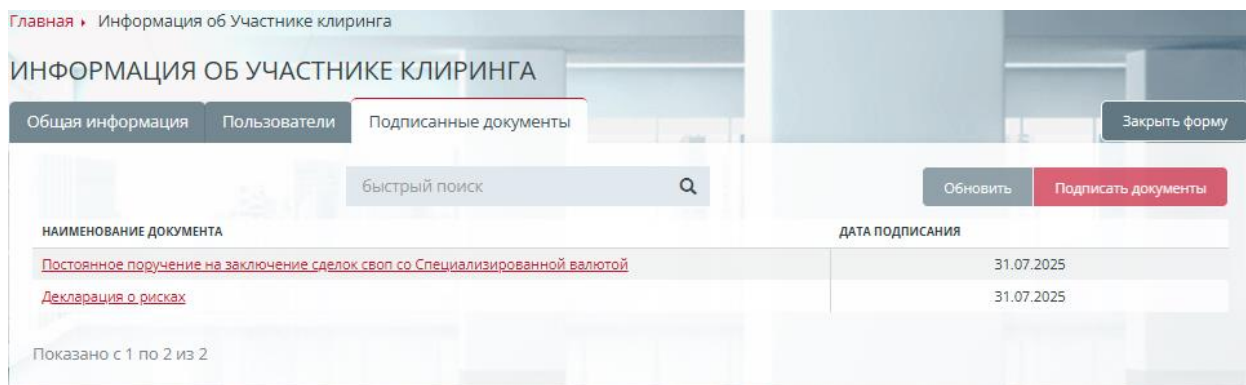 Главная › Информация об Участнике клиринга
ИНФОРМАЦИЯ ОБ УЧАСТНИКЕ КЛИРИНГА
Общая информация Пользователи Подписанные документы Закрыть форму
быстрый поиск Обновить Подписать документы
НАИМЕНОВАНИЕ ДОКУМЕНТА ДАТА ПОДПИСАНИЯ
Постоянное поручение на заключение сделок своп со Специализированной валютой 31.07.2025
Декларация о рисках 31.07.2025
Показано с 1 по 2 из 2